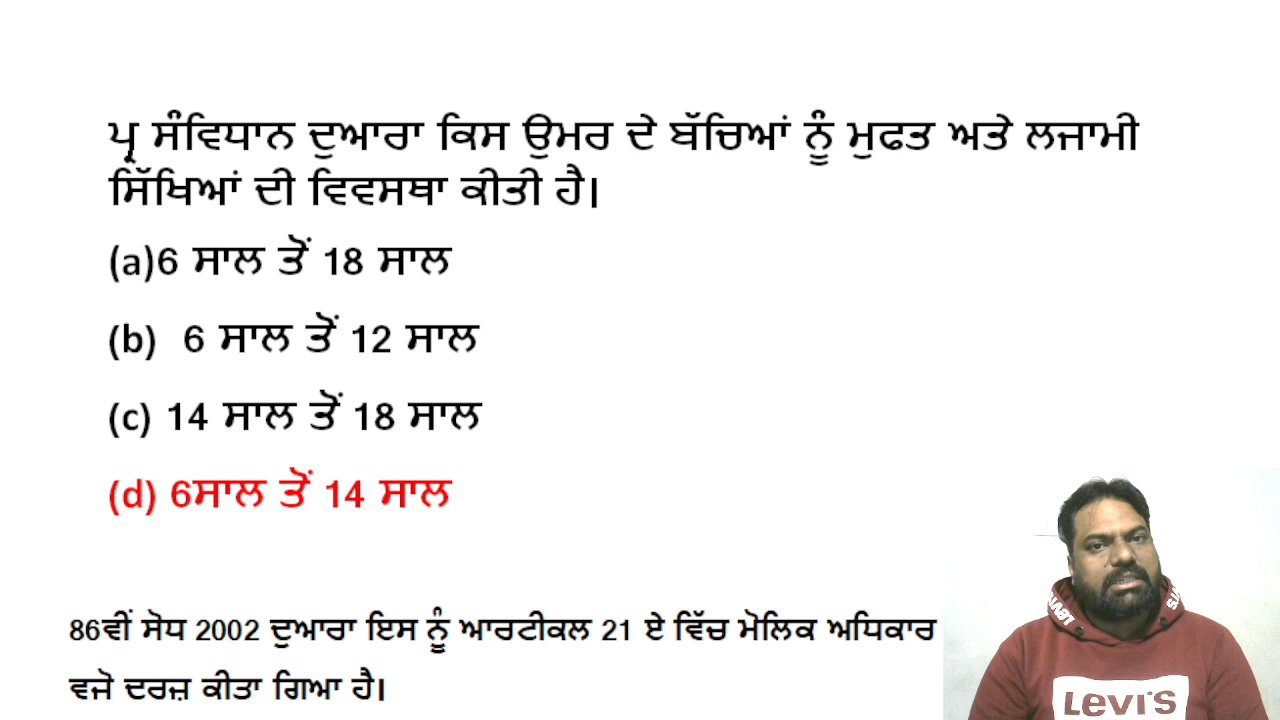 ਪ੍ਰ ਸੰਵਿਧਾਨ ਦੁਆਰਾ ਕਿਸ ਉਮਰ ਦੇ ਬੱਚਿਆਂ ਨੂੰ ਮੁਫਤ ਅਤੇ ਲਜਾਮੀ
ਸਿੱਖਿਆਂ ਦੀ ਵਿਵਸਥਾ ਕੀਤੀ ਹੈ।
(a)6 ਸਾਲ ਤੋਂ 18 ਸਾਲ
(b) 6 ਸਾਲ ਤੋਂ 12 ਸਾਲ
(c) 14 ਸਾਲ ਤੋਂ 18 ਸਾਲ
(d) 6ਸਾਲ ਤੋਂ 14 ਸਾਲ
86ਵੀਂ ਸੋਧ 2002 ਦੁਆਰਾ ਇਸ ਨੂੰ ਆਰਟੀਕਲ 21 ਏ ਵਿੱਚ ਮੋਲਿਕ ਅਧਿਕਾਰ
ਵਜੋ ਦਰਜ਼ ਕੀਤਾ ਗਿਆ ਹੈ।
LEVI'S